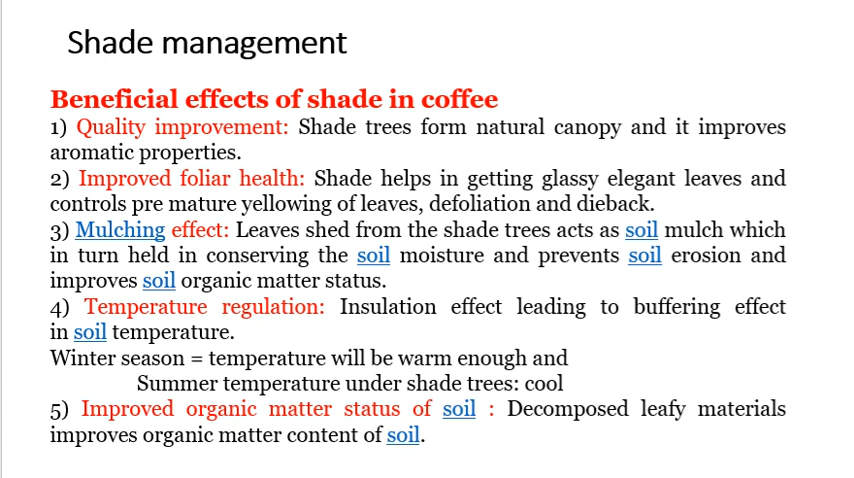 Shade management
Beneficial effects of shade in coffee
1) Quality improvement: Shade trees form natural canopy and it improves
aromatic properties.
2) Improved foliar health: Shade helps in getting glassy elegant leaves and
controls pre mature yellowing of leaves, defoliation and dieback.
3) Mulching effect: Leaves shed from the shade trees acts as soil mulch which
in turn held in conserving the soil moisture and prevents soil erosion and
improves soil organic matter status.
4) Temperature regulation: Insulation effect leading to buffering effect
in soil temperature.
Winter season = temperature will be warm enough and
Summer temperature under shade trees: cool
5) Improved organic matter status of soil : Decomposed leafy materials
improves organic matter content of soil.